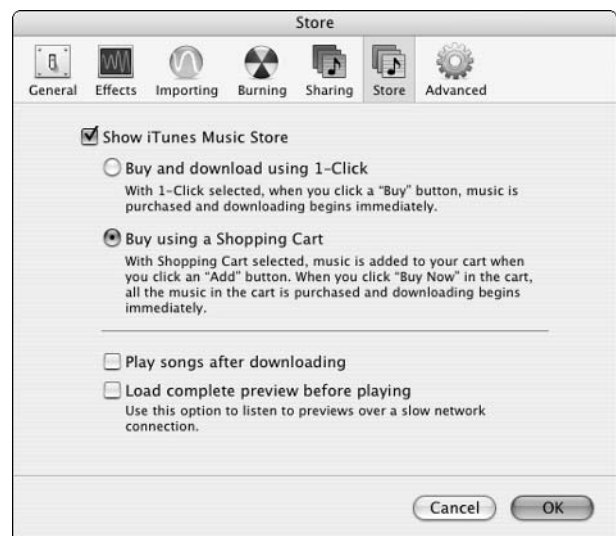 Store
General Effects Importing Burning Sharing Store Advanced
Show iTunes Music Store
Buy and download using 1-Click
With 1-Click selected, when you click a “Buy” button, music is
purchased and downloading begins immediately.
Buy using a Shopping Cart
With Shopping Cart selected, music is added to your cart when
you click an “Add” button. When you click “Buy Now” in the cart,
all the music in the cart is purchased and downloading begins
immediately.
Play songs after downloading
Load complete preview before playing
Use this option to listen to previews over a slow network
connection.
Cancel OK